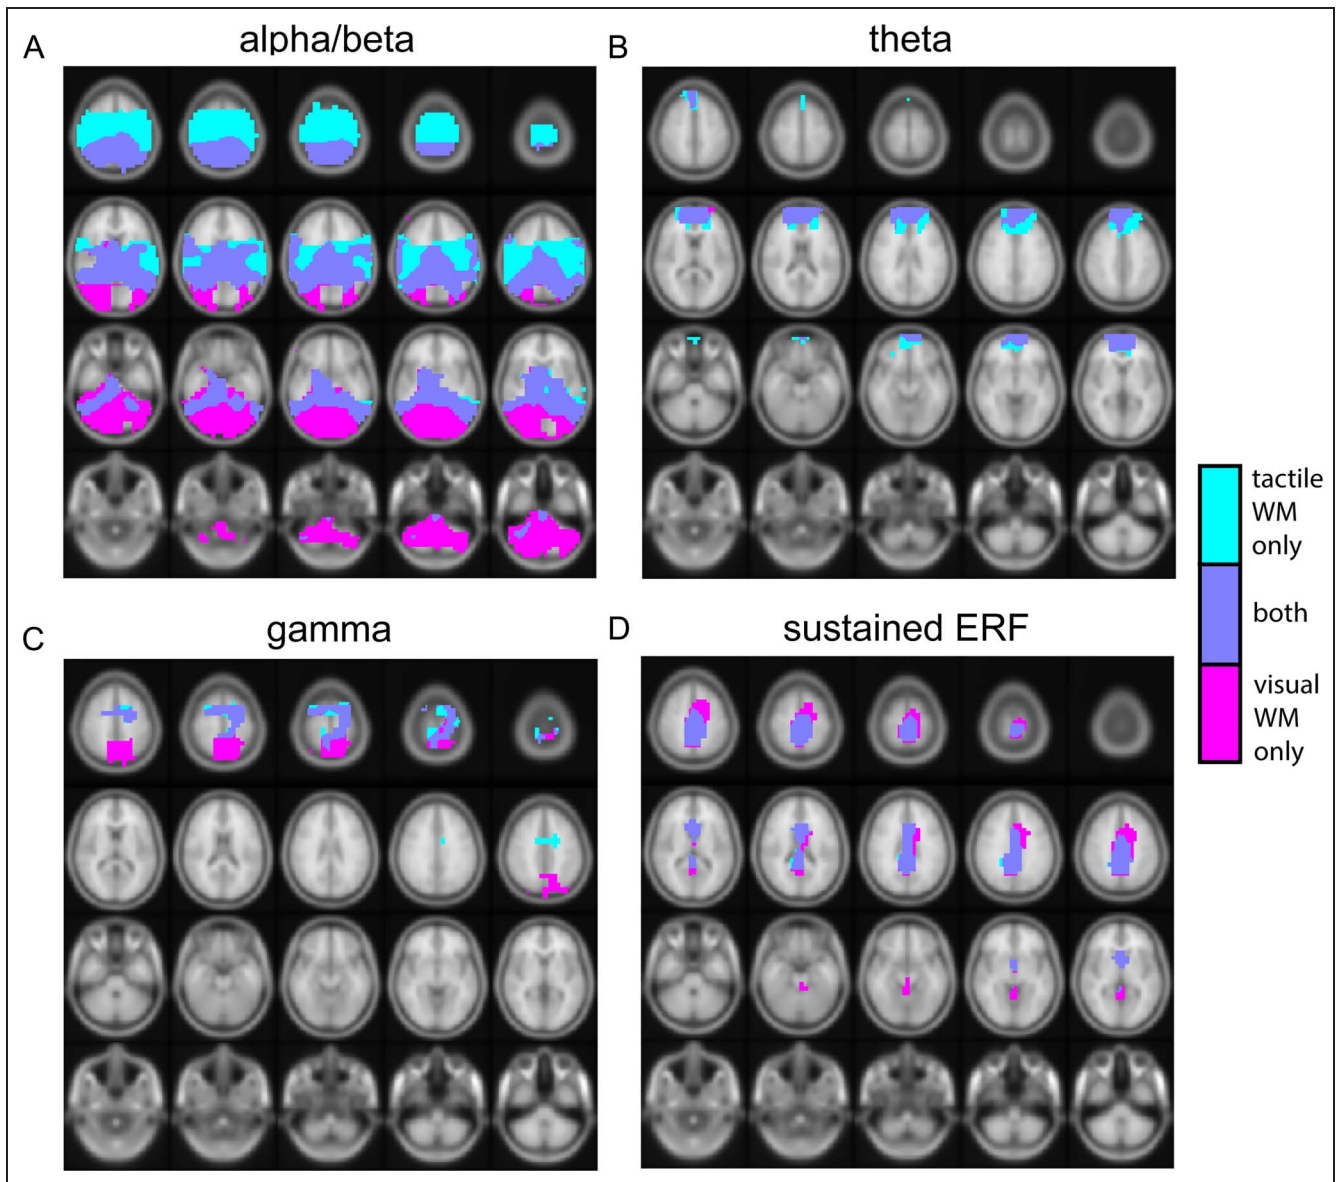 A
alpha/beta
B
theta
tactile
WM
only
both
visual
WM
only
C
gamma
D
sustained ERF